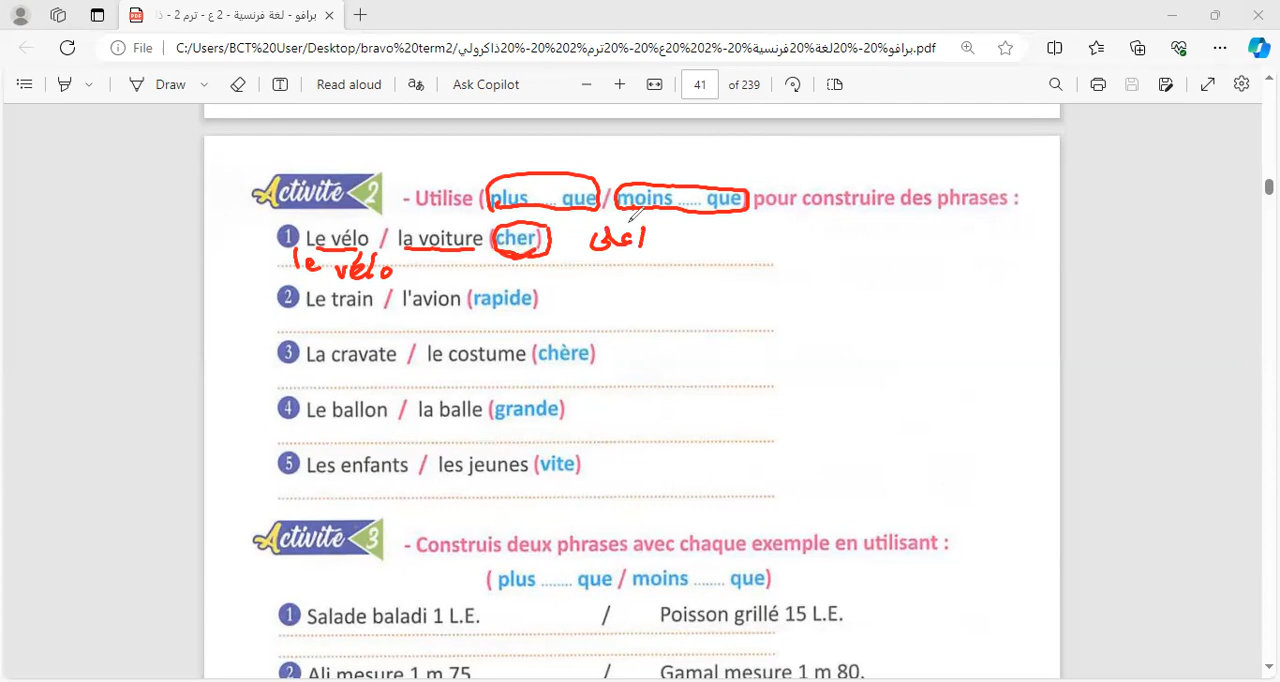 برافو - لغة فرنسية - 2 ع - ترم 2 - ذا
File C:/Users/BCT%20User/Desktop/bravo%20term2/برافو%20-%20لغة%20فرنسية%20-%202%20ع%20-%20ترم%202%20-%20ذاكرولي.pdf
Draw Read aloud aあ Ask Copilot 41 of 239
Activité 2 - Utilise (plus .... que / moins ...... que) pour construire des phrases :
1 Le vélo / la voiture (cher) اغلى
le vélo
2 Le train / l'avion (rapide)
3 La cravate / le costume (chère)
4 Le ballon / la balle (grande)
5 Les enfants / les jeunes (vite)
Activité 3 - Construis deux phrases avec chaque exemple en utilisant :
( plus ........ que / moins ........ que)
1 Salade baladi 1 L.E. / Poisson grillé 15 L.E.
2 Ali mesure 1 m 75 / Gamal mesure 1 m 80.